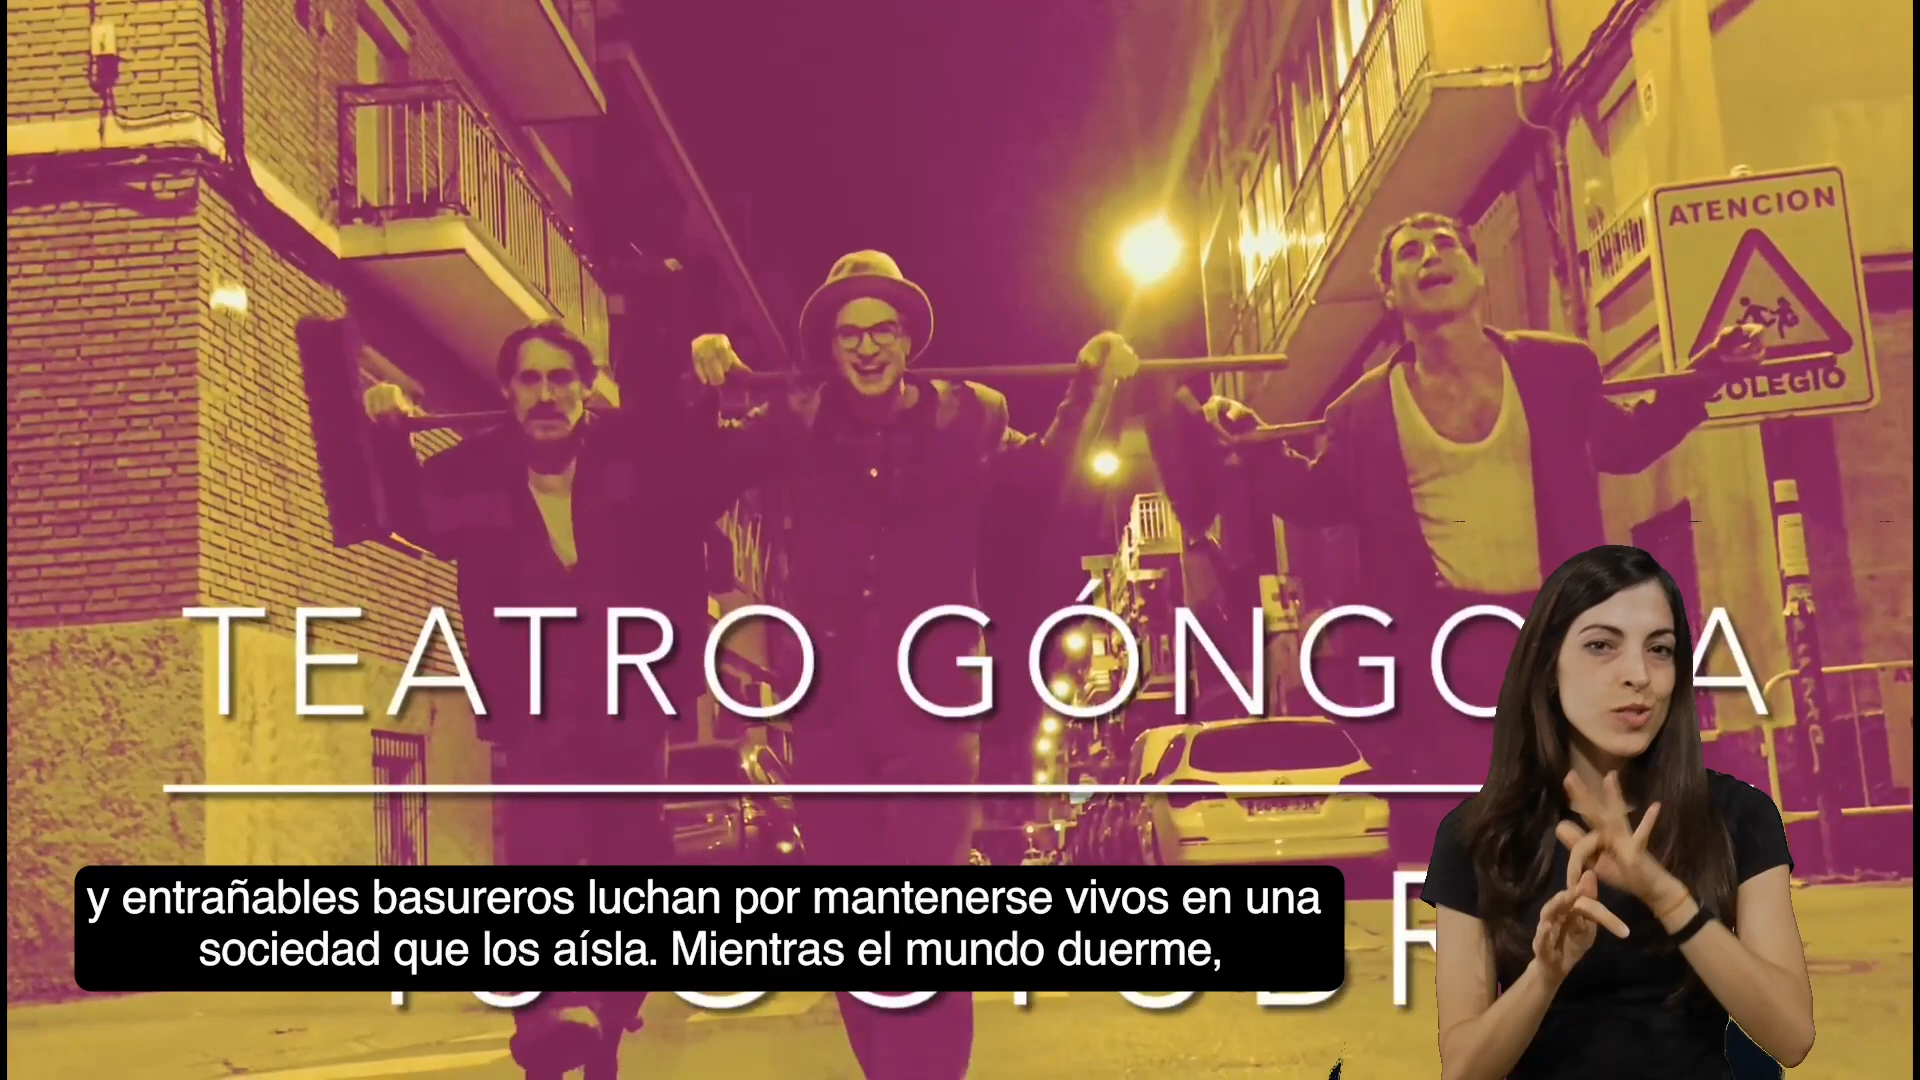 ATENCION
COLEGIO
TEATRO GÓNGO A
y entrañables basureros luchan por mantenerse vivos en una
sociedad que los aísla. Mientras el mundo duerme,